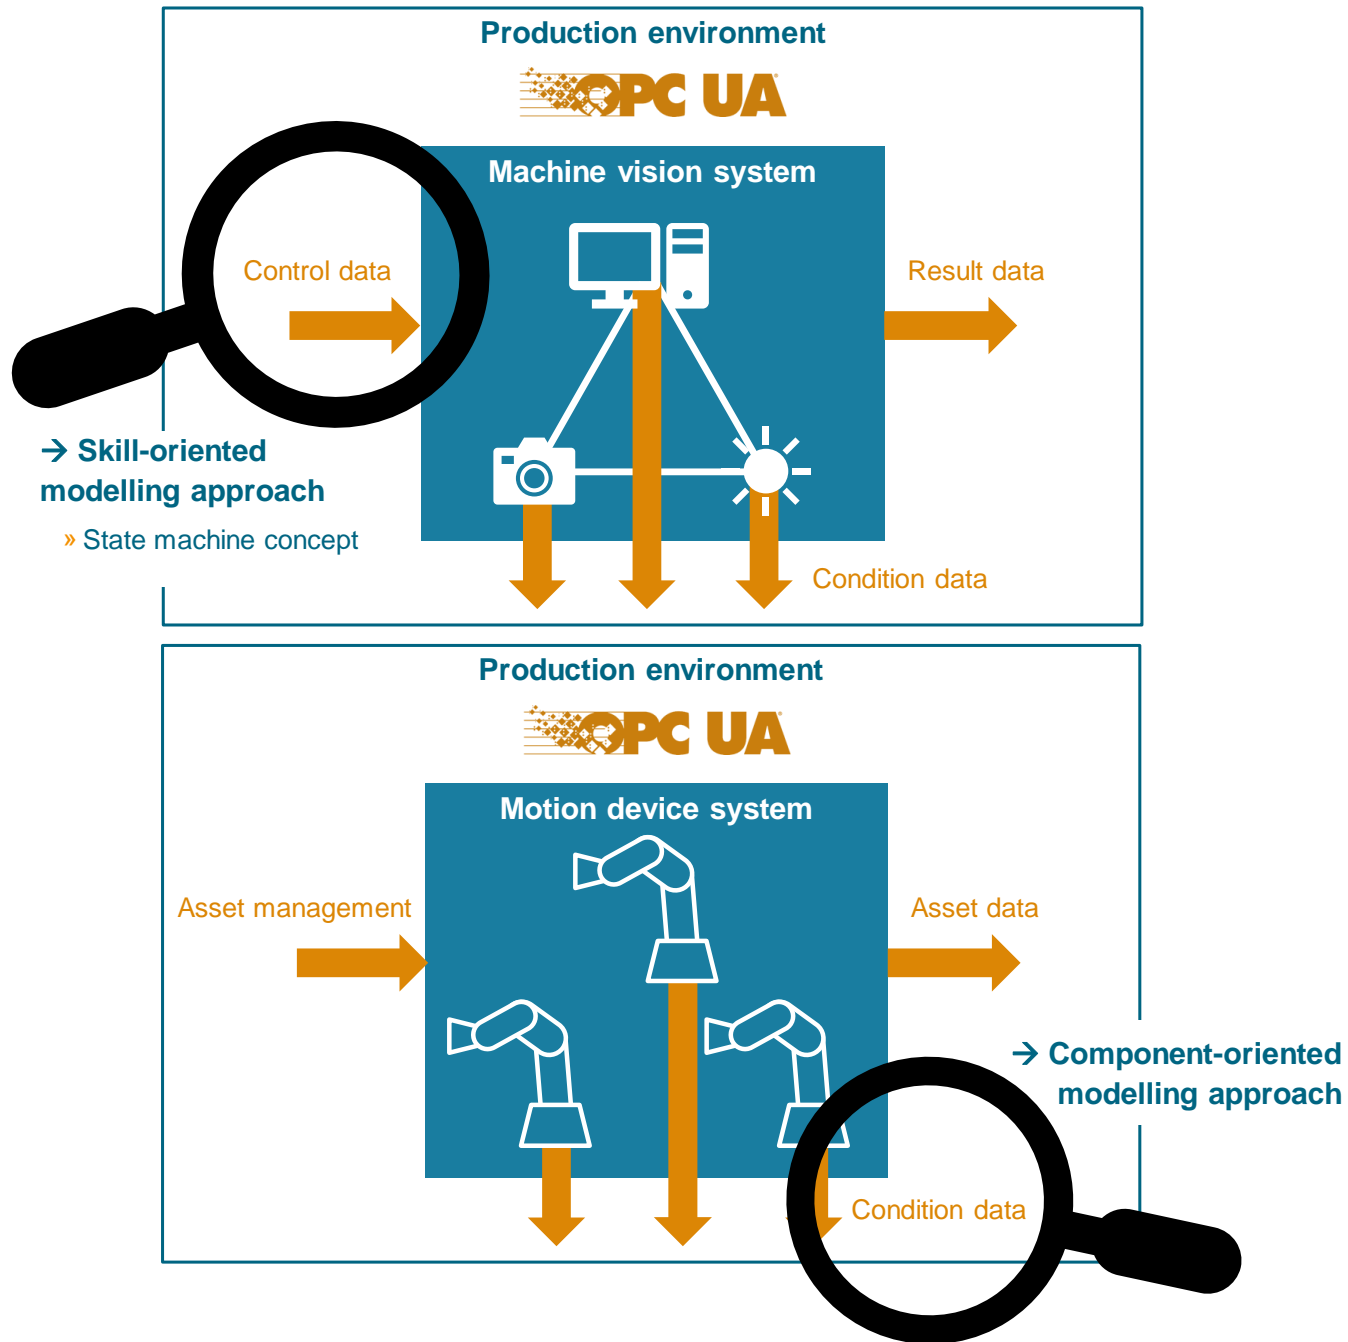 Production environment
OPC UA
Machine vision system
Control data
Result data
→ Skill-oriented
modelling approach
» State machine concept
Condition data
Production environment
OPC UA
Motion device system
Asset management
Asset data
→ Component-oriented
modelling approach
Condition data